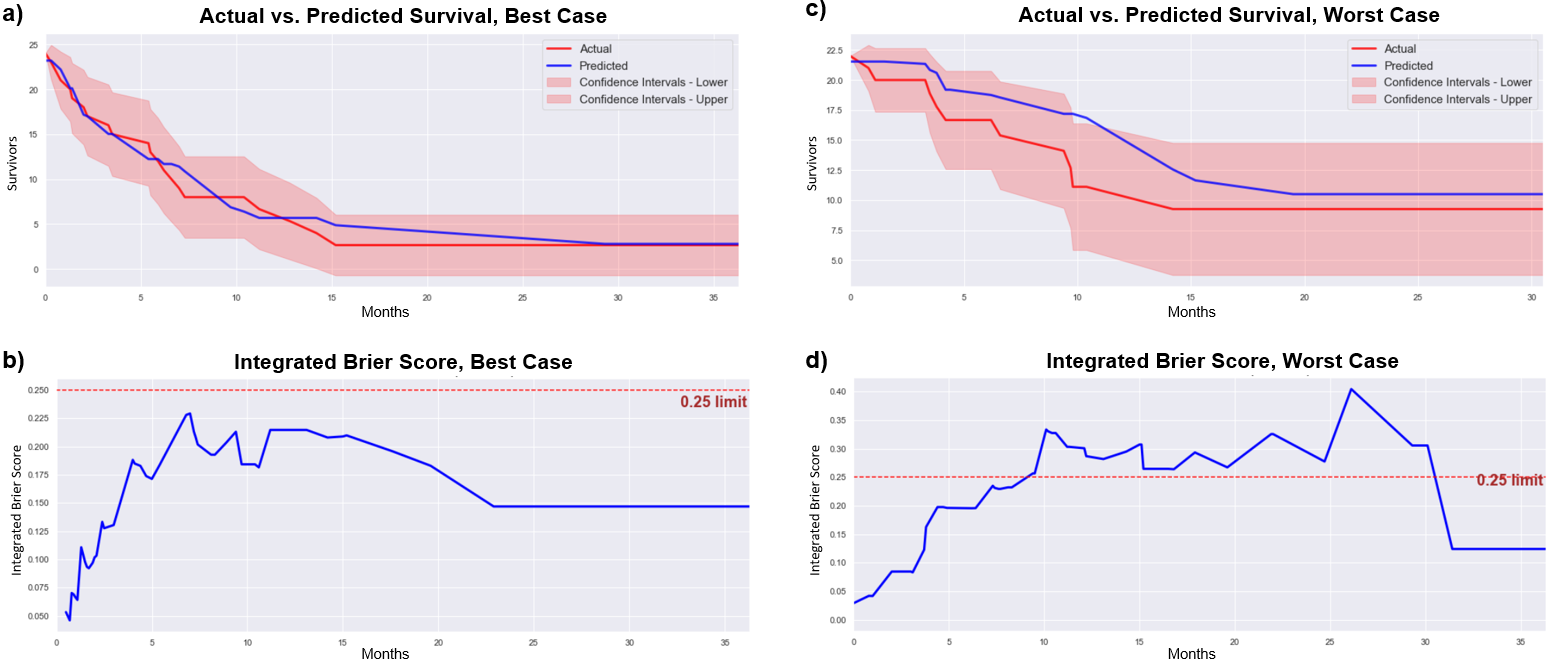 a)
Actual vs. Predicted Survival, Best Case
25
20
15
10
5
0
Survivors
Actual
Predicted
Confidence Intervals - Lower
Confidence Intervals - Upper
0 5 10 15 20 25 30 35
Months
c)
Actual vs. Predicted Survival, Worst Case
22.5
20.0
17.5
15.0
12.5
10.0
7.5
5.0
Survivors
Actual
Predicted
Confidence Intervals - Lower
Confidence Intervals - Upper
0 5 10 15 20 25 30
Months
b)
Integrated Brier Score, Best Case
0.250
0.225
0.200
0.175
0.150
0.125
0.100
0.075
0.050
Integrated Brier Score
0.25 limit
0 5 10 15 20 25 30 35
Months
d)
Integrated Brier Score, Worst Case
0.40
0.35
0.30
0.25
0.20
0.15
0.10
0.05
0.00
Integrated Brier Score
0.25 limit
0 5 10 15 20 25 30 35
Months